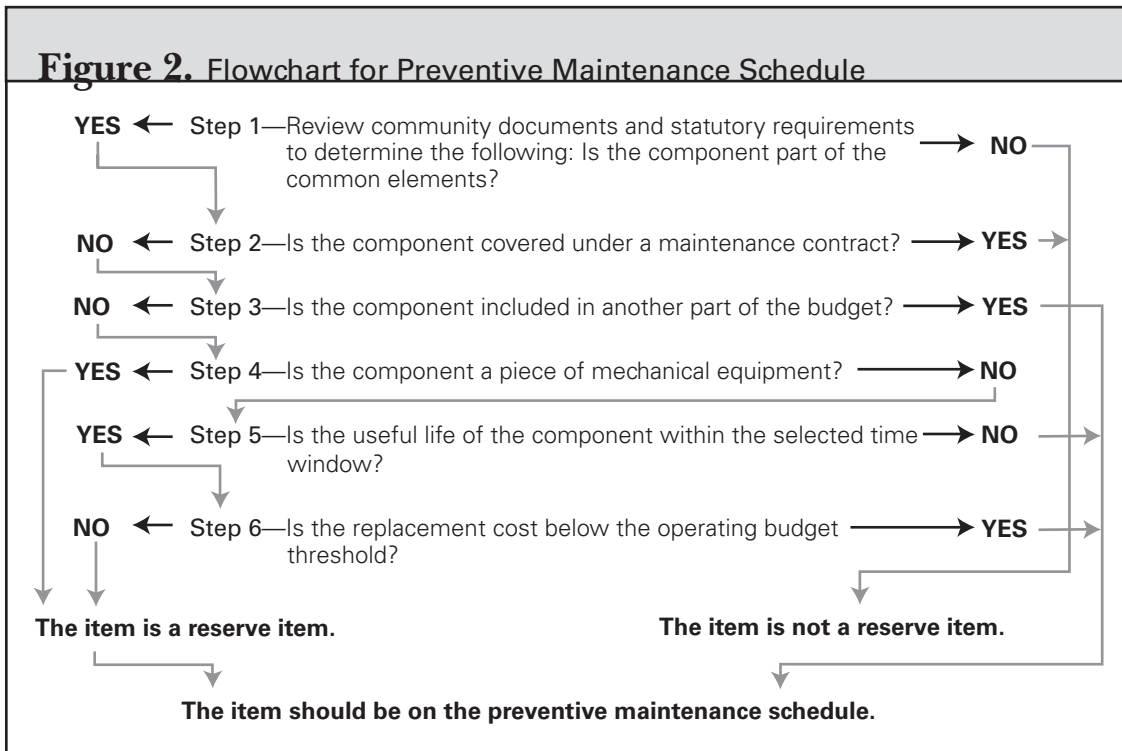 Figure 2. Flowchart for Preventive Maintenance Schedule
YES Step 1—Review community documents and statutory requirements
to determine the following: Is the component part of the
common elements?
NO
NO Step 2—Is the component covered under a maintenance contract? YES
NO Step 3—Is the component included in another part of the budget? YES
YES Step 4—Is the component a piece of mechanical equipment? NO
YES Step 5—Is the useful life of the component within the selected time
window?
NO
NO Step 6—Is the replacement cost below the operating budget
threshold?
YES
The item is a reserve item. The item is not a reserve item.
The item should be on the preventive maintenance schedule.